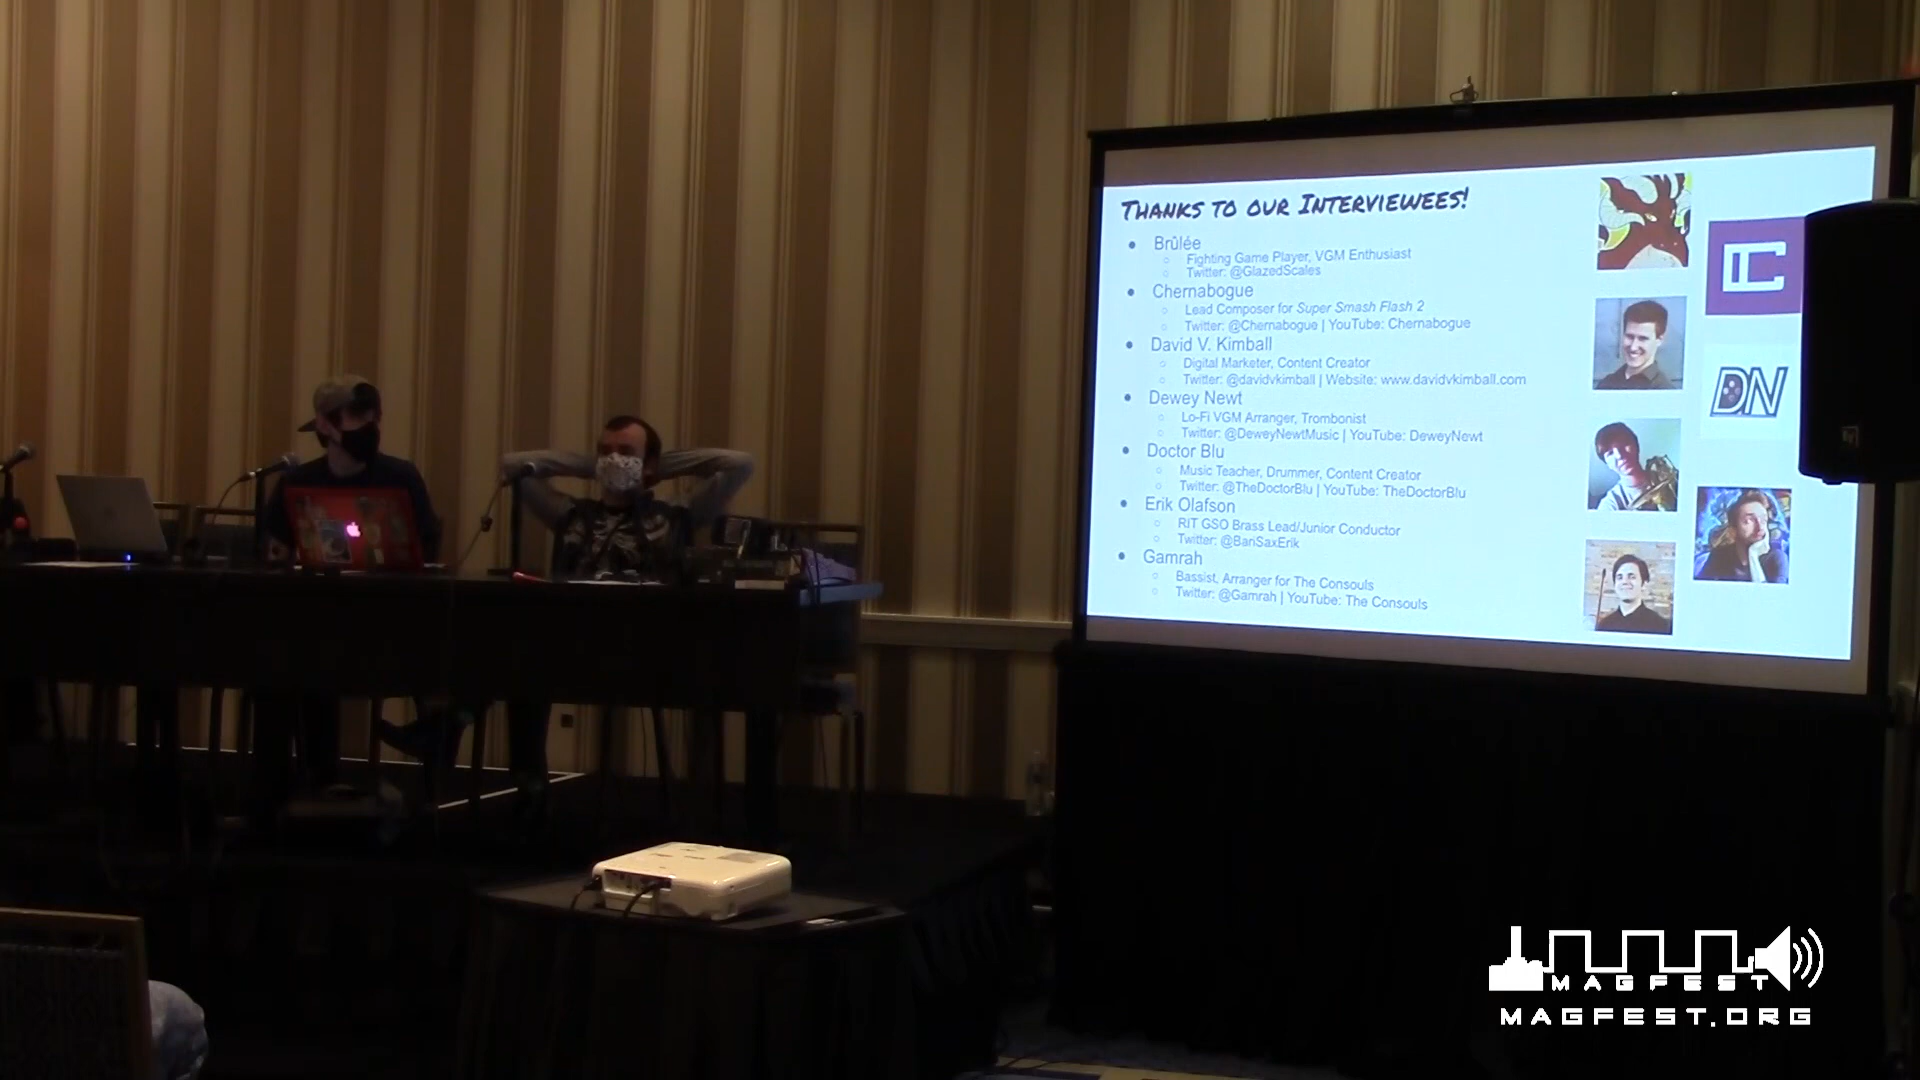 Thanks to our Interviewees!
Brûlée
Fighting Game Player, VGM Enthusiast
Twitter: @GlazedScales
Chernabogue
Lead Composer for Super Smash Flash 2
Twitter: @Chernabogue | YouTube: Chernabogue
David V. Kimball
Digital Marketer, Content Creator
Twitter: @davidvkimball | Website: www.davidvkimball.com
Dewey Newt
Lo-Fi VGM Arranger, Trombonist
Twitter: @DeweyNewtMusic | YouTube: DeweyNewt
Doctor Blu
Music Teacher, Drummer, Content Creator
Twitter: @TheDoctorBlu | YouTube: TheDoctorBlu
Erik Olafson
RIT GSO Brass Lead/Junior Conductor
Twitter: @BariSaxErik
Gamrah
Bassist, Arranger for The Consouls
Twitter: @Gamrah | YouTube: The Consouls
DN
MAGFEST
MAGFEST.ORG